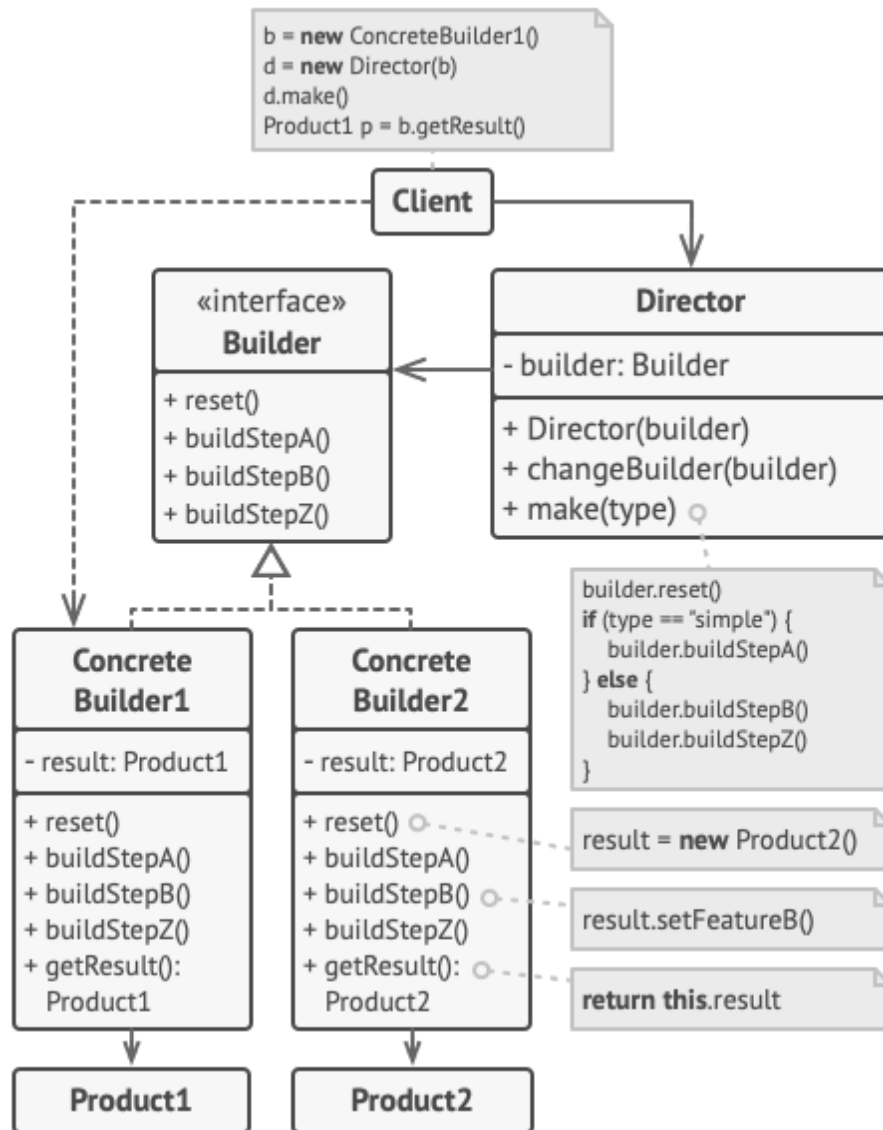 b = new ConcreteBuilder1()
d = new Director(b)
d.make()
Product1 p = b.getResult()
Client
«interface»
Builder
+ reset()
+ buildStepA()
+ buildStepB()
+ buildStepZ()
Director
- builder: Builder
+ Director(builder)
+ changeBuilder(builder)
+ make(type)
builder.reset()
if (type == "simple") {
builder.buildStepA()
} else {
builder.buildStepB()
builder.buildStepZ()
}
Concrete
Builder1
- result: Product1
+ reset()
+ buildStepA()
+ buildStepB()
+ buildStepZ()
+ getResult():
Product1
Concrete
Builder2
- result: Product2
+ reset()
+ buildStepA()
+ buildStepB()
+ buildStepZ()
+ getResult():
Product2
result = new Product2()
result.setFeatureB()
return this.result
Product1
Product2